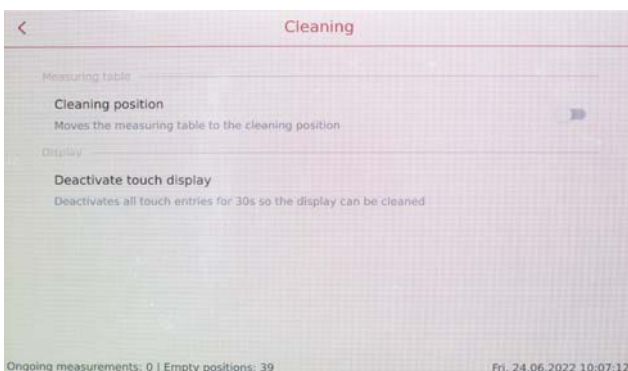 Cleaning
Measuring table
Cleaning position
Moves the measuring table to the cleaning position
Display
Deactivate touch display
Deactivates all touch entries for 30s so the display can be cleaned
Ongoing measurements: 0 | Empty positions: 39
Fri. 24.06.2022 10:07:12